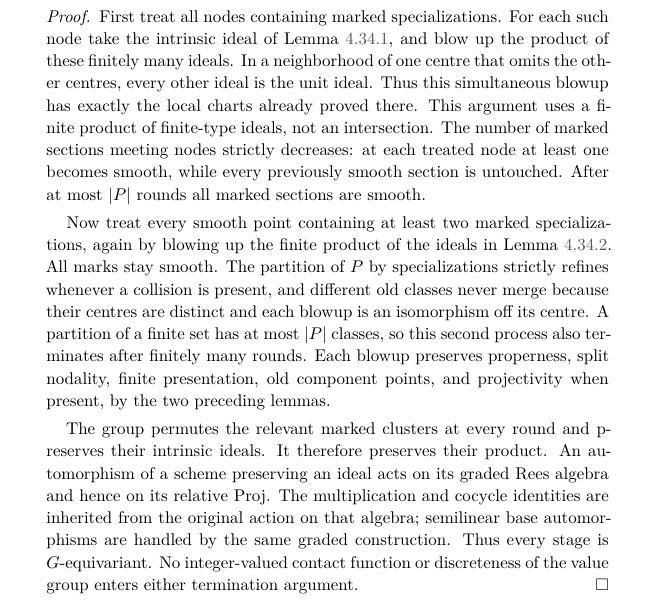 Proof. First treat all nodes containing marked specializations. For each such
node take the intrinsic ideal of Lemma 4.34.1, and blow up the product of
these finitely many ideals. In a neighborhood of one centre that omits the oth-
er centres, every other ideal is the unit ideal. Thus this simultaneous blowup
has exactly the local charts already proved there. This argument uses a fi-
nite product of finite-type ideals, not an intersection. The number of marked
sections meeting nodes strictly decreases: at each treated node at least one
becomes smooth, while every previously smooth section is untouched. After
at most |P| rounds all marked sections are smooth.
Now treat every smooth point containing at least two marked specializa-
tions, again by blowing up the finite product of the ideals in Lemma 4.34.2.
All marks stay smooth. The partition of P by specializations strictly refines
whenever a collision is present, and different old classes never merge because
their centres are distinct and each blowup is an isomorphism off its centre. A
partition of a finite set has at most |P| classes, so this second process also ter-
minates after finitely many rounds. Each blowup preserves properness, split
nodality, finite presentation, old component points, and projectivity when
present, by the two preceding lemmas.
The group permutes the relevant marked clusters at every round and p-
reserves their intrinsic ideals. It therefore preserves their product. An au-
tomorphism of a scheme preserving an ideal acts on its graded Rees algebra
and hence on its relative Proj. The multiplication and cocycle identities are
inherited from the original action on that algebra; semilinear base automor-
phisms are handled by the same graded construction. Thus every stage is
G-equivariant. No integer-valued contact function or discreteness of the value
group enters either termination argument. □